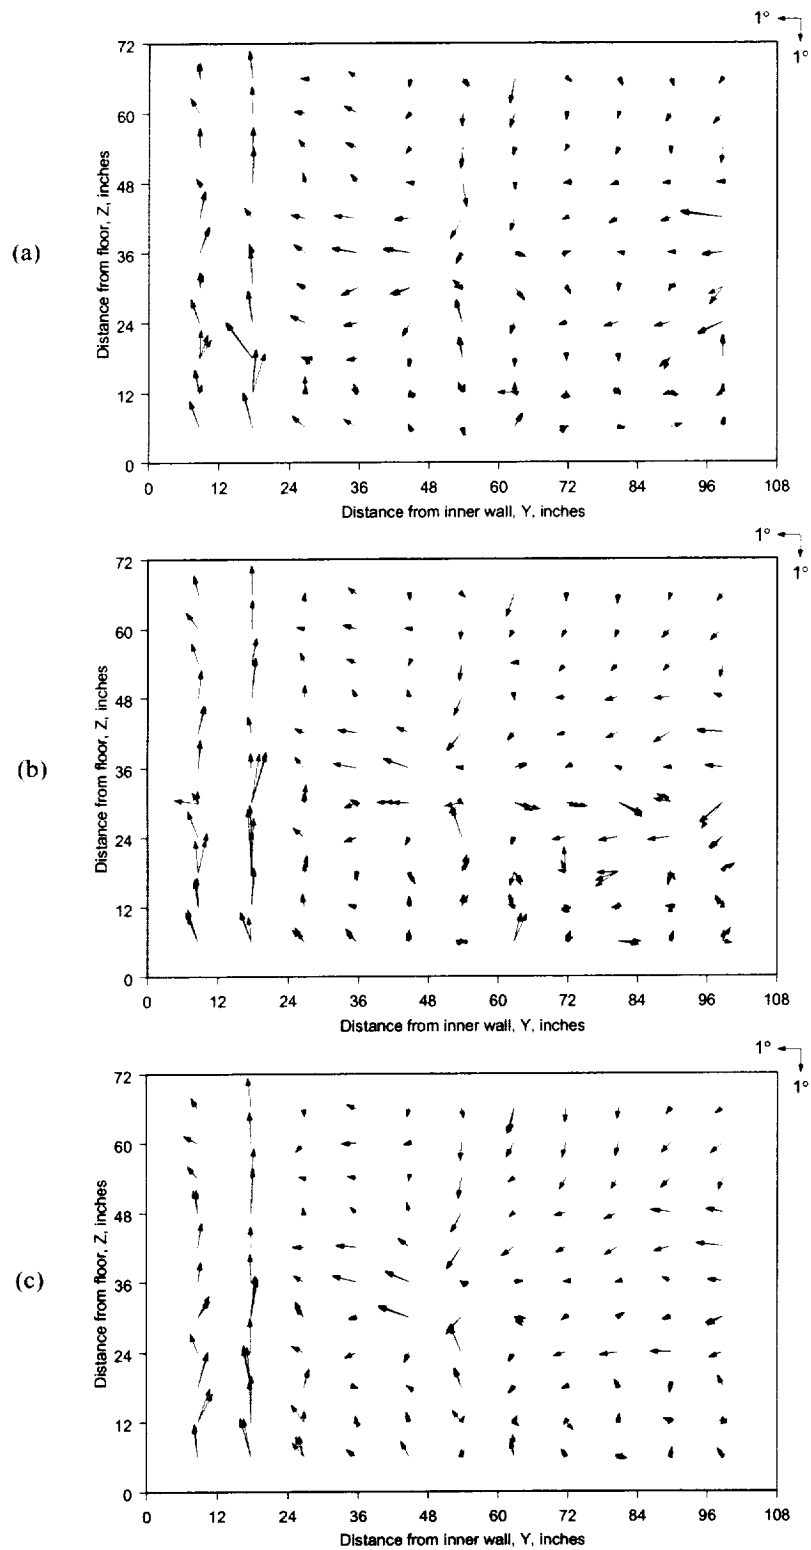 1°
1°
72
60
48
36
24
12
0
Distance from floor, Z, inches
(a)
0 12 24 36 48 60 72 84 96 108
Distance from inner wall, Y, inches
1°
1°
72
60
48
36
24
12
0
Distance from floor, Z, inches
(b)
0 12 24 36 48 60 72 84 96 108
Distance from inner wall, Y, inches
1°
1°
72
60
48
36
24
12
0
Distance from floor, Z, inches
(c)
0 12 24 36 48 60 72 84 96 108
Distance from inner wall, Y, inches